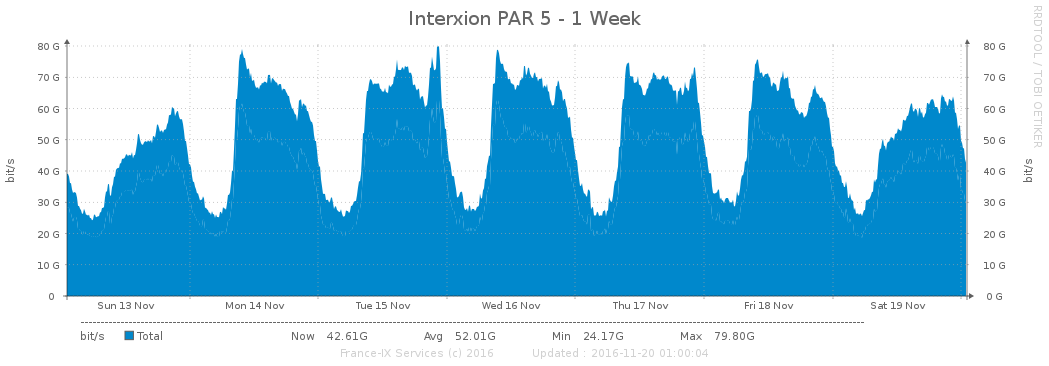 Interxion PAR 5 - 1 Week
RRDTOOL / TOBI OETIKER
bit/s
bit/s
80 G 80 G
70 G 70 G
60 G 60 G
50 G 50 G
40 G 40 G
30 G 30 G
20 G 20 G
10 G 10 G
0 0 G
Sun 13 Nov Mon 14 Nov Tue 15 Nov Wed 16 Nov Thu 17 Nov Fri 18 Nov Sat 19 Nov
bit/s Total Now 42.61G Avg 52.01G Min 24.17G Max 79.80G
France-IX Services (c) 2016 Updated : 2016-11-20 01:00:04